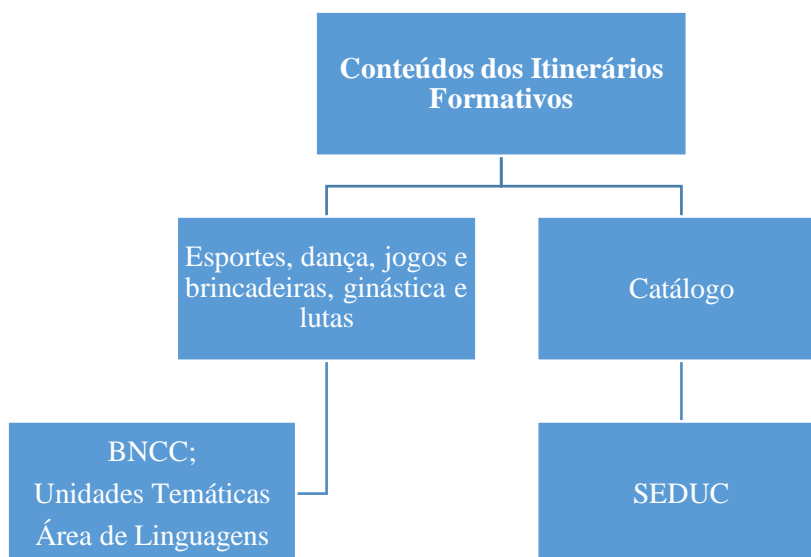 Conteúdos dos Itinerários
Formativos
Esportes, dança, jogos e
brincadeiras, ginástica e
lutas
Catálogo
BNCC;
Unidades Temáticas
Área de Linguagens
SEDUC